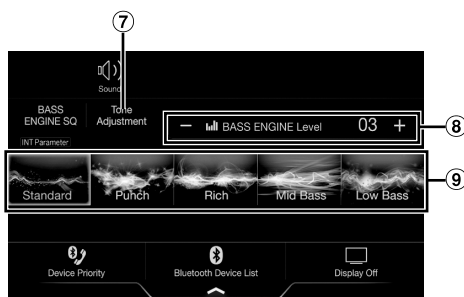 7
Sound
BASS ENGINE SQ
Tone Adjustment
INT Parameter
− BASS ENGINE Level 03 +
8
Standard Punch Rich Mid Bass Low Bass
9
Device Priority Bluetooth Device List Display Off